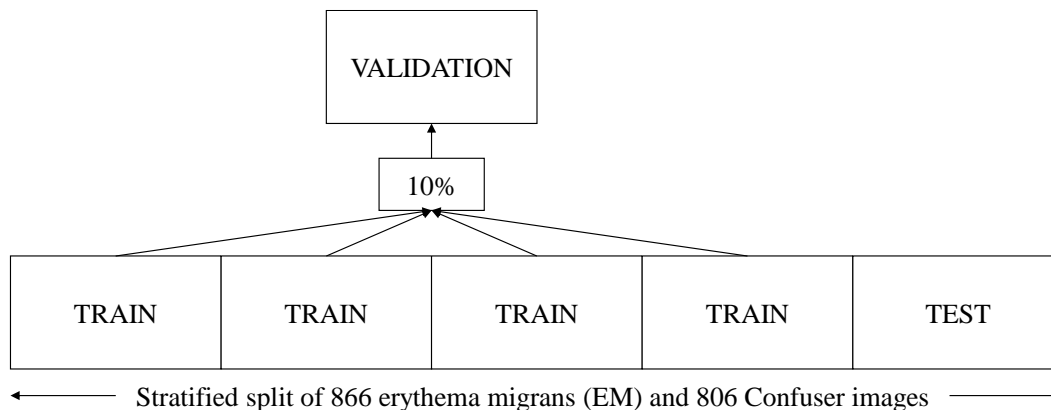 VALIDATION
10%
TRAIN TRAIN TRAIN TRAIN TEST
Stratified split of 866 erythema migrans (EM) and 806 Confuser images